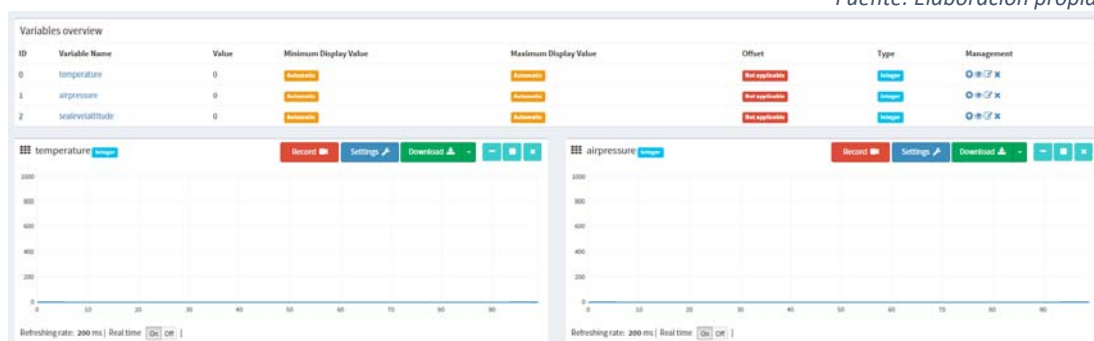 Fuente: Elaboración propia
Variables overview
ID Variable Name Value Minimum Display Value Maximum Display Value Offset Type Management
0 temperature 0 Automatic Automatic Not applicable Integer
1 airpressure 0 Automatic Automatic Not applicable Integer
2 sealevelaltitude 0 Automatic Automatic Not applicable Integer
temperature Integer Record Settings Download
1000
800
600
400
200
0
0 10 20 30 40 50 60 70 80 90
Refreshing rate: 200 ms | Real time On Off |
airpressure Integer Record Settings Download
1000
800
600
400
200
0
0 10 20 30 40 50 60 70 80 90
Refreshing rate: 200 ms | Real time On Off |